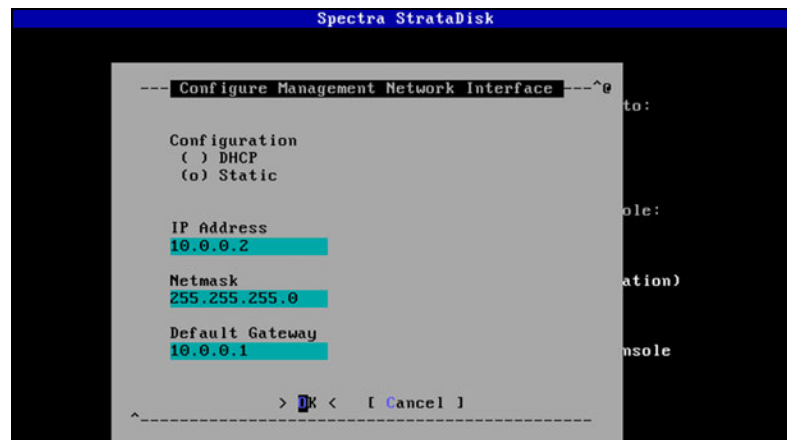 Spectra StrataDisk
--- Configure Management Network Interface ---^@
to:
Configuration
( ) DHCP
(o) Static
ole:
IP Address
10.0.0.2
Netmask
ation)
255.255.255.0
Default Gateway
10.0.0.1
nsole
> OK < [ Cancel ]
^--------------------------------------------------